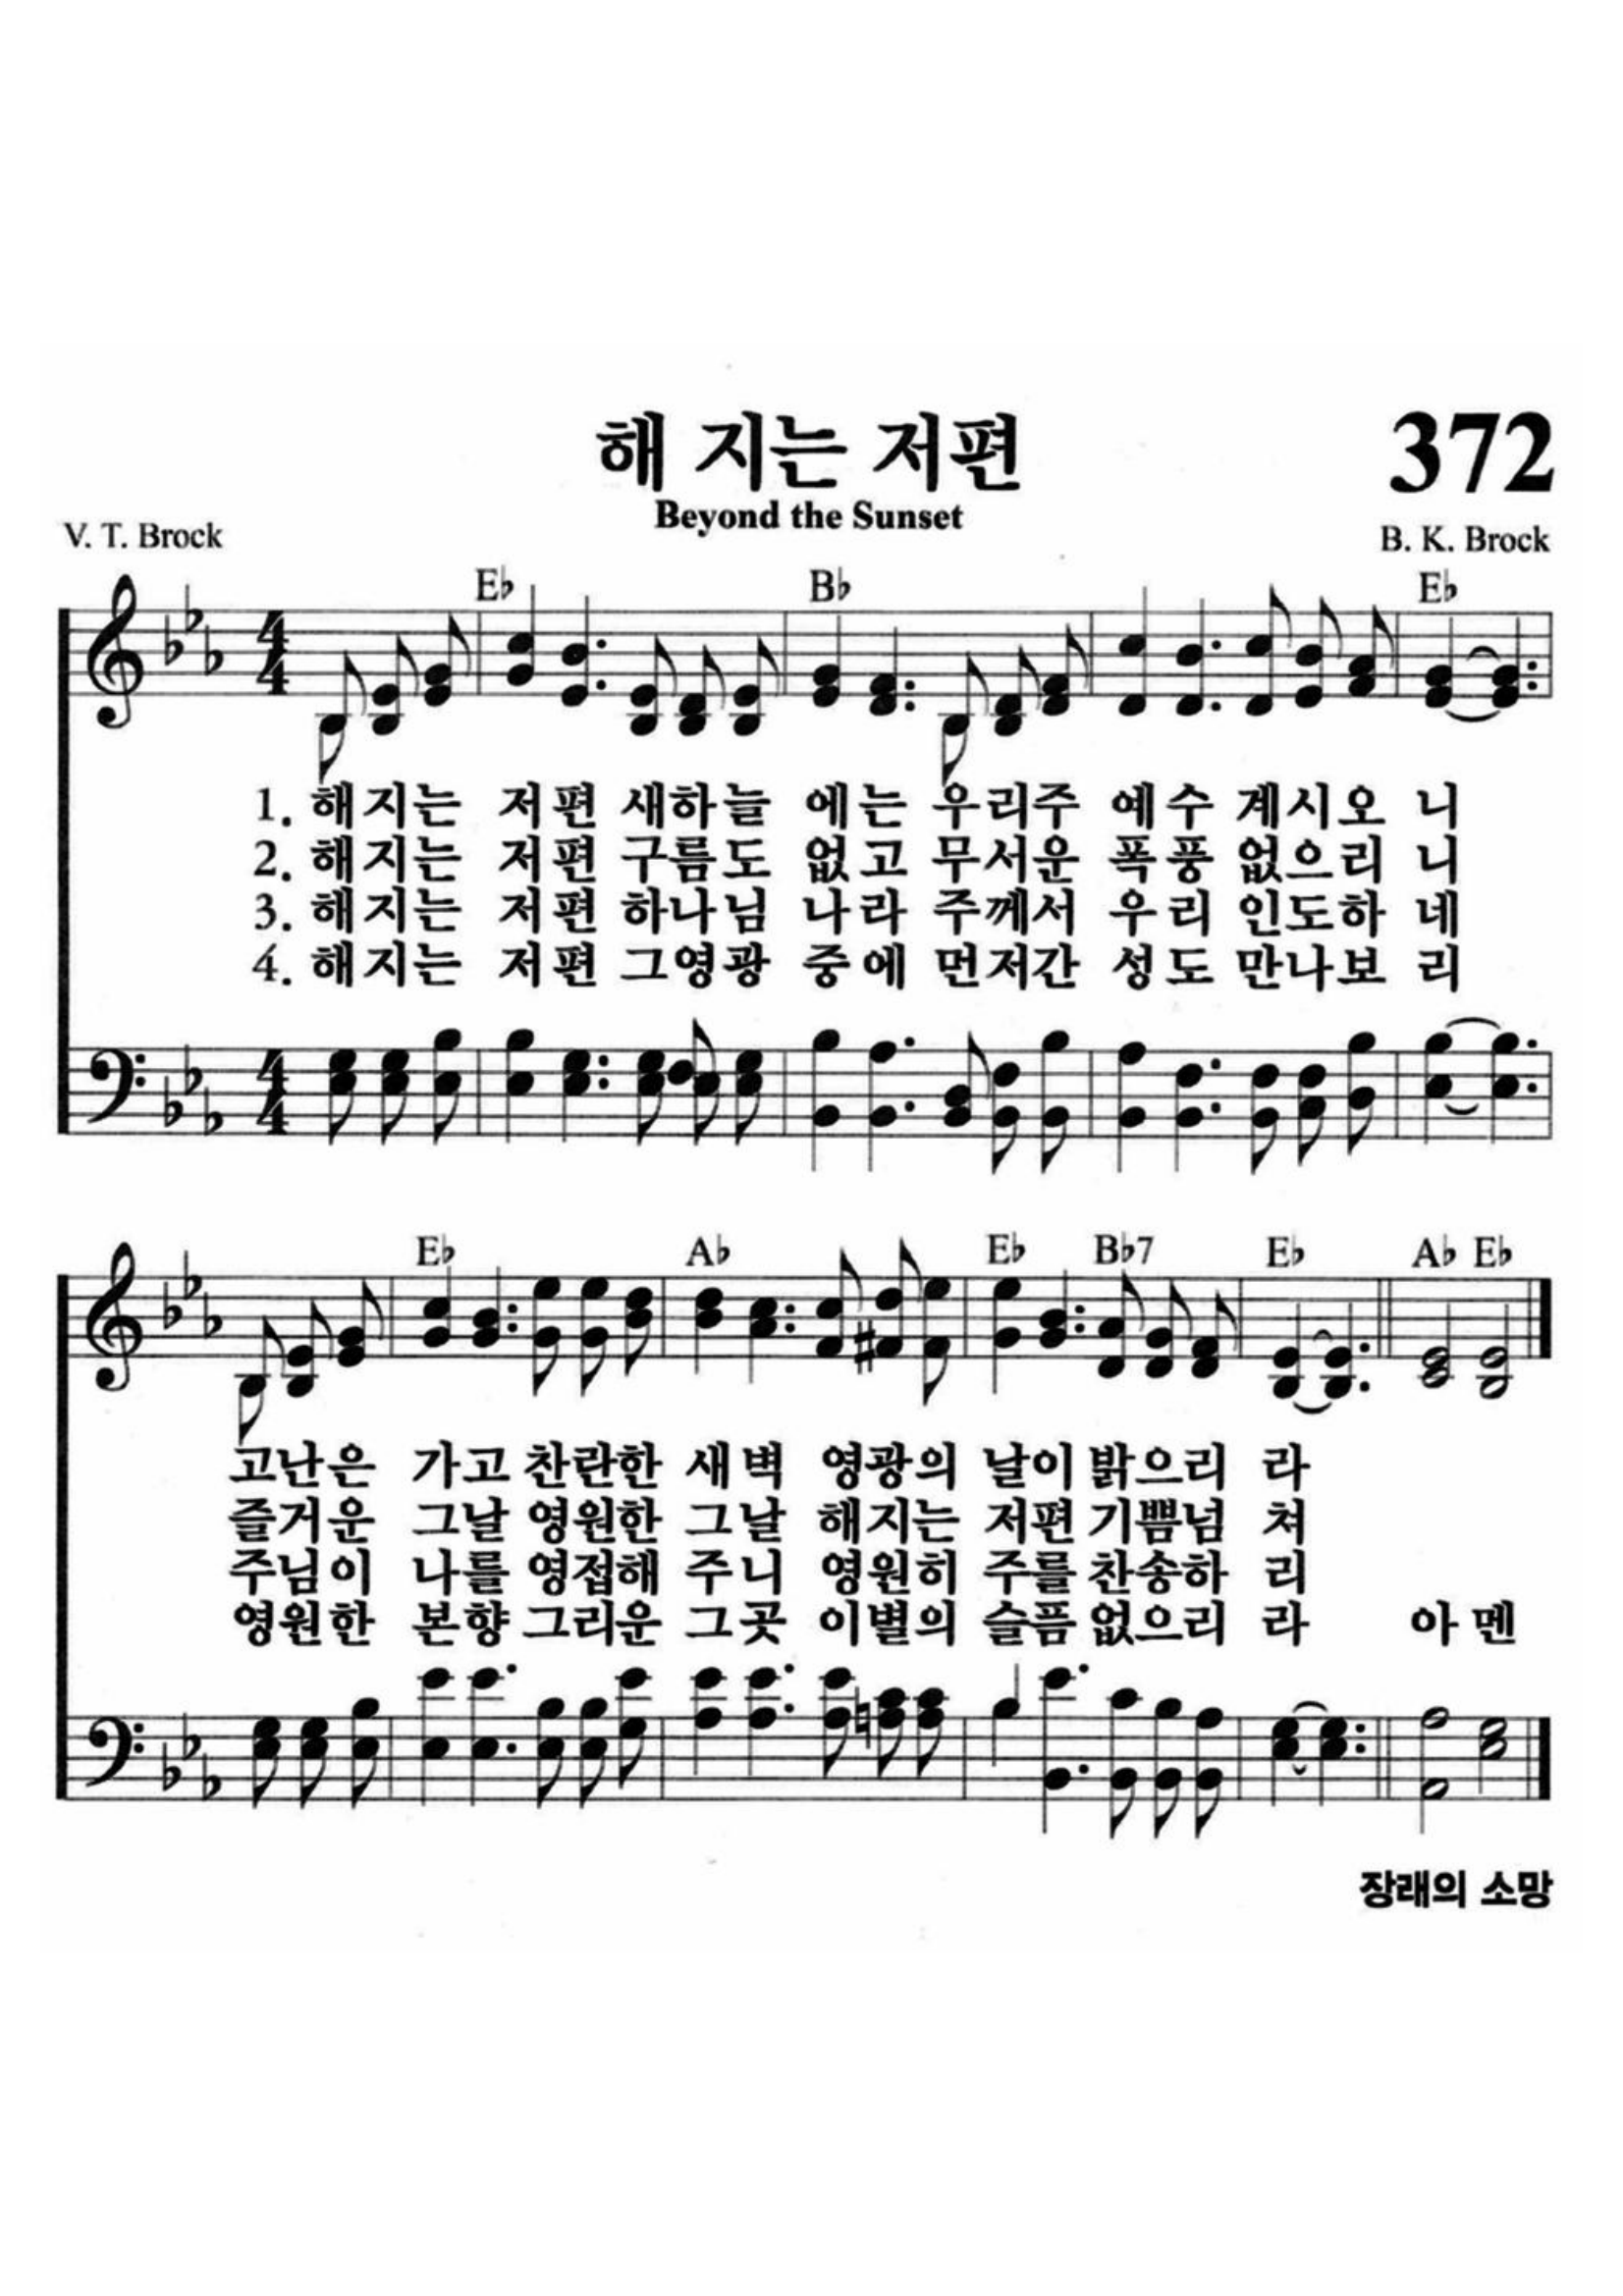 해 지는 저편
372
Beyond the Sunset
V. T. Brock
B. K. Brock
E♭ B♭ E♭
1. 해지는 저편 새하늘 에는 우리주 예수 계시오 니
2. 해지는 저편 구름도 없고 무서운 폭풍 없으리 니
3. 해지는 저편 하나님 나라 주께서 우리 인도하 네
4. 해지는 저편 그영광 중에 먼저간 성도 만나보 리
E♭ A♭ E♭ B♭7 E♭ A♭ E♭
고난은 가고 찬란한 새벽 영광의 날이 밝으리 라
즐거운 그날 영원한 그날 해지는 저편 기쁨넘 쳐
주님이 나를 영접해 주니 영원히 주를 찬송하 리
영원한 본향 그리운 그곳 이별의 슬픔 없으리 라 아멘
장래의 소망